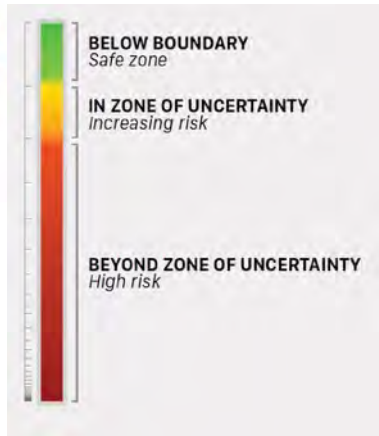 BELOW BOUNDARY
Safe zone
IN ZONE OF UNCERTAINTY
Increasing risk
BEYOND ZONE OF UNCERTAINTY
High risk